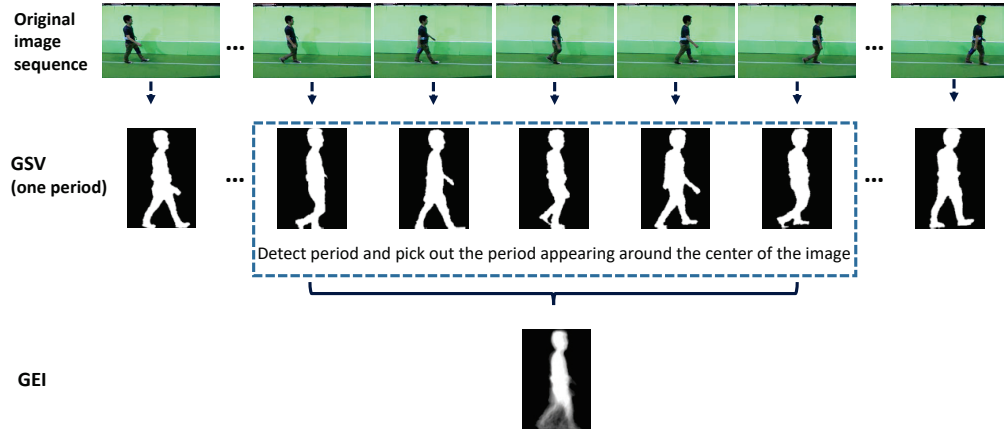 Original
image
sequence
... ...
GSV
(one period)
... ...
Detect period and pick out the period appearing around the center of the image
GEI